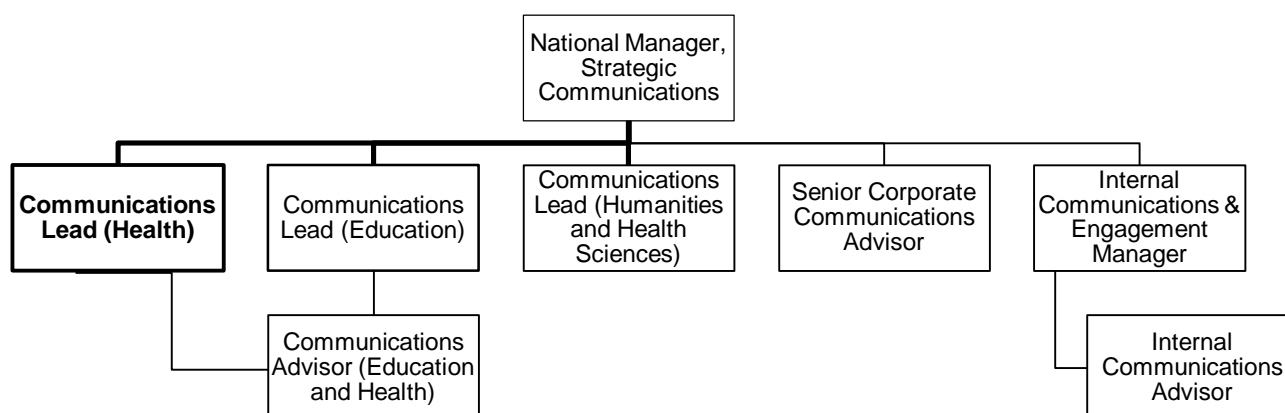 National Manager,
Strategic
Communications
Communications
Lead (Health)
Communications
Lead (Education)
Communications
Lead (Humanities
and Health
Sciences)
Senior Corporate
Communications
Advisor
Internal
Communications &
Engagement
Manager
Communications
Advisor (Education
and Health)
Internal
Communications
Advisor